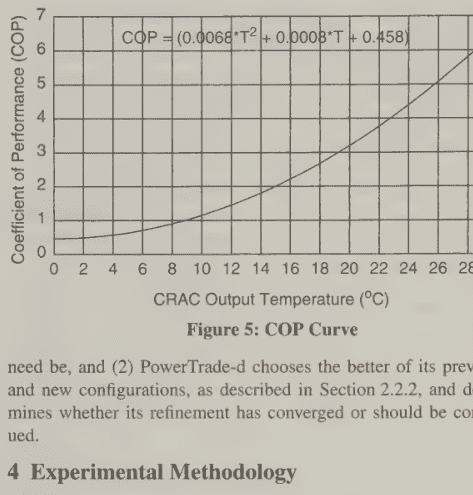 7
COP = (0.0068*T² + 0.0008*T + 0.458)
6
5
4
3
2
1
0
Coefficient of Performance (COP)
0 2 4 6 8 10 12 14 16 18 20 22 24 26 28
CRAC Output Temperature (°C)
Figure 5: COP Curve
need be, and (2) PowerTrade-d chooses the better of its prev
and new configurations, as described in Section 2.2.2, and de
mines whether its refinement has converged or should be con
ued.
4 Experimental Methodology